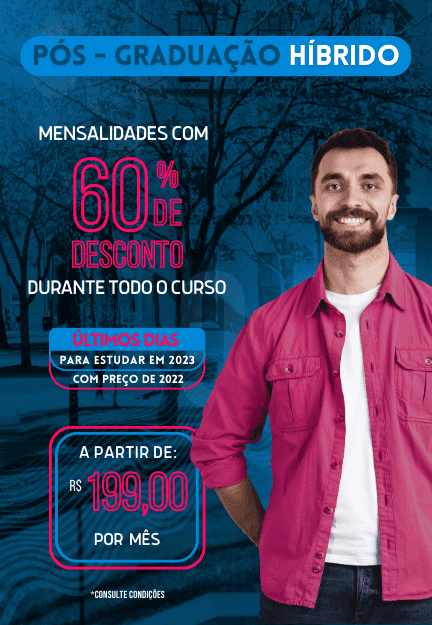 PÓS - GRADUAÇÃO HÍBRIDO
MENSALIDADES COM
60% DE
DESCONTO
DURANTE TODO O CURSO
ÚLTIMOS DIAS
PARA ESTUDAR EM 2023
COM PREÇO DE 2022
A PARTIR DE:
R$ 199,00
POR MÊS
*CONSULTE CONDIÇÕES